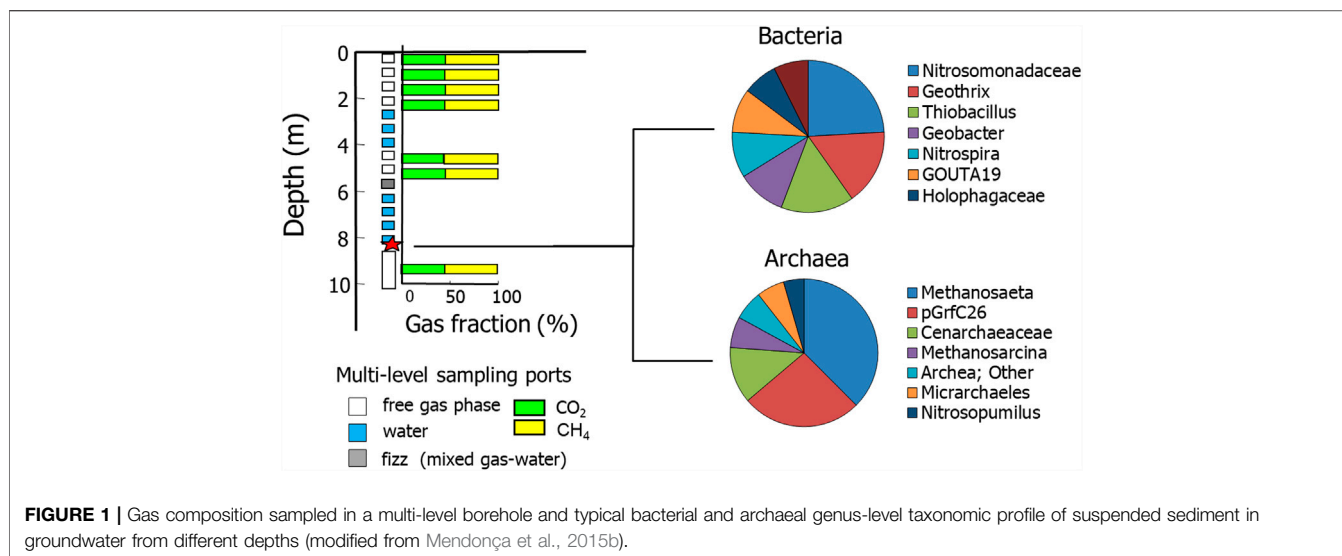 Depth (m)
0
2
4
6
8
10
0 50 100
Gas fraction (%)
Multi-level sampling ports
free gas phase
water
fizz (mixed gas-water)
CO2
CH4
Bacteria
Nitrosomonadaceae
Geothrix
Thiobacillus
Geobacter
Nitrospira
GOUTA19
Holophagaceae
Archaea
Methanosaeta
pGrfC26
Cenarchaeaceae
Methanosarcina
Archea; Other
Micrarchaeles
Nitrosopumilus
FIGURE 1 | Gas composition sampled in a multi-level borehole and typical bacterial and archaeal genus-level taxonomic profile of suspended sediment in
groundwater from different depths (modified from Mendonça et al., 2015b).